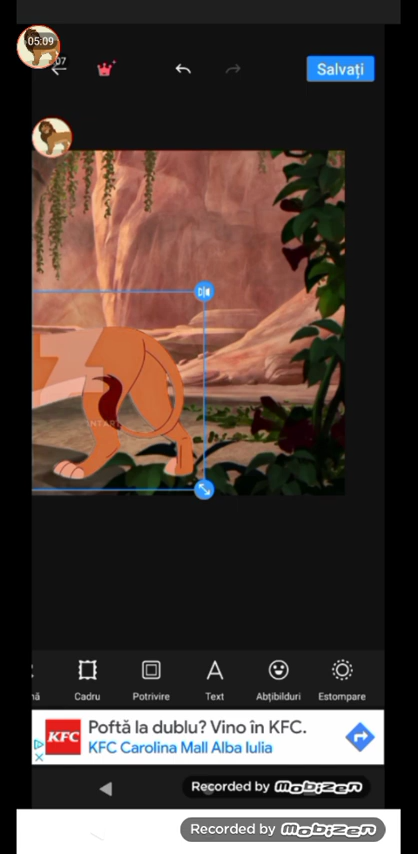 05:09
07
Salvați
Z
Cadru
Potrivire
Text
Abțibilduri
Estompare
KFC
Poftă la dublu? Vino în KFC.
KFC Carolina Mall Alba Iulia
Recorded by mobizen
Recorded by mobizen